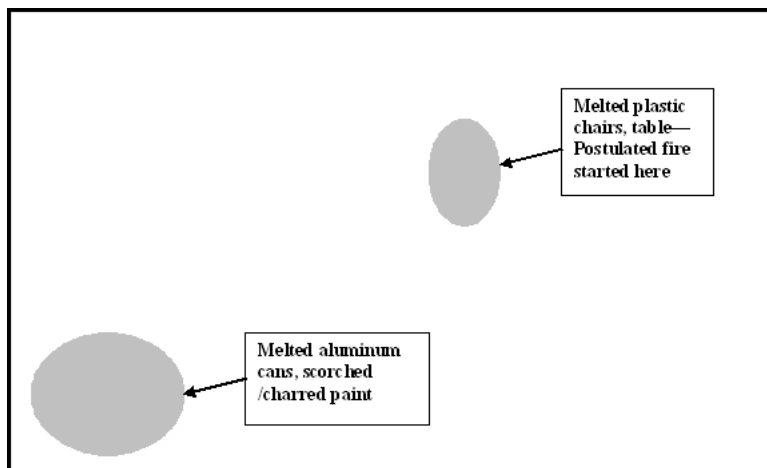 Melted plastic
chairs, table—
Postulated fire
started here
Melted aluminum
cans, scorched
/charred paint